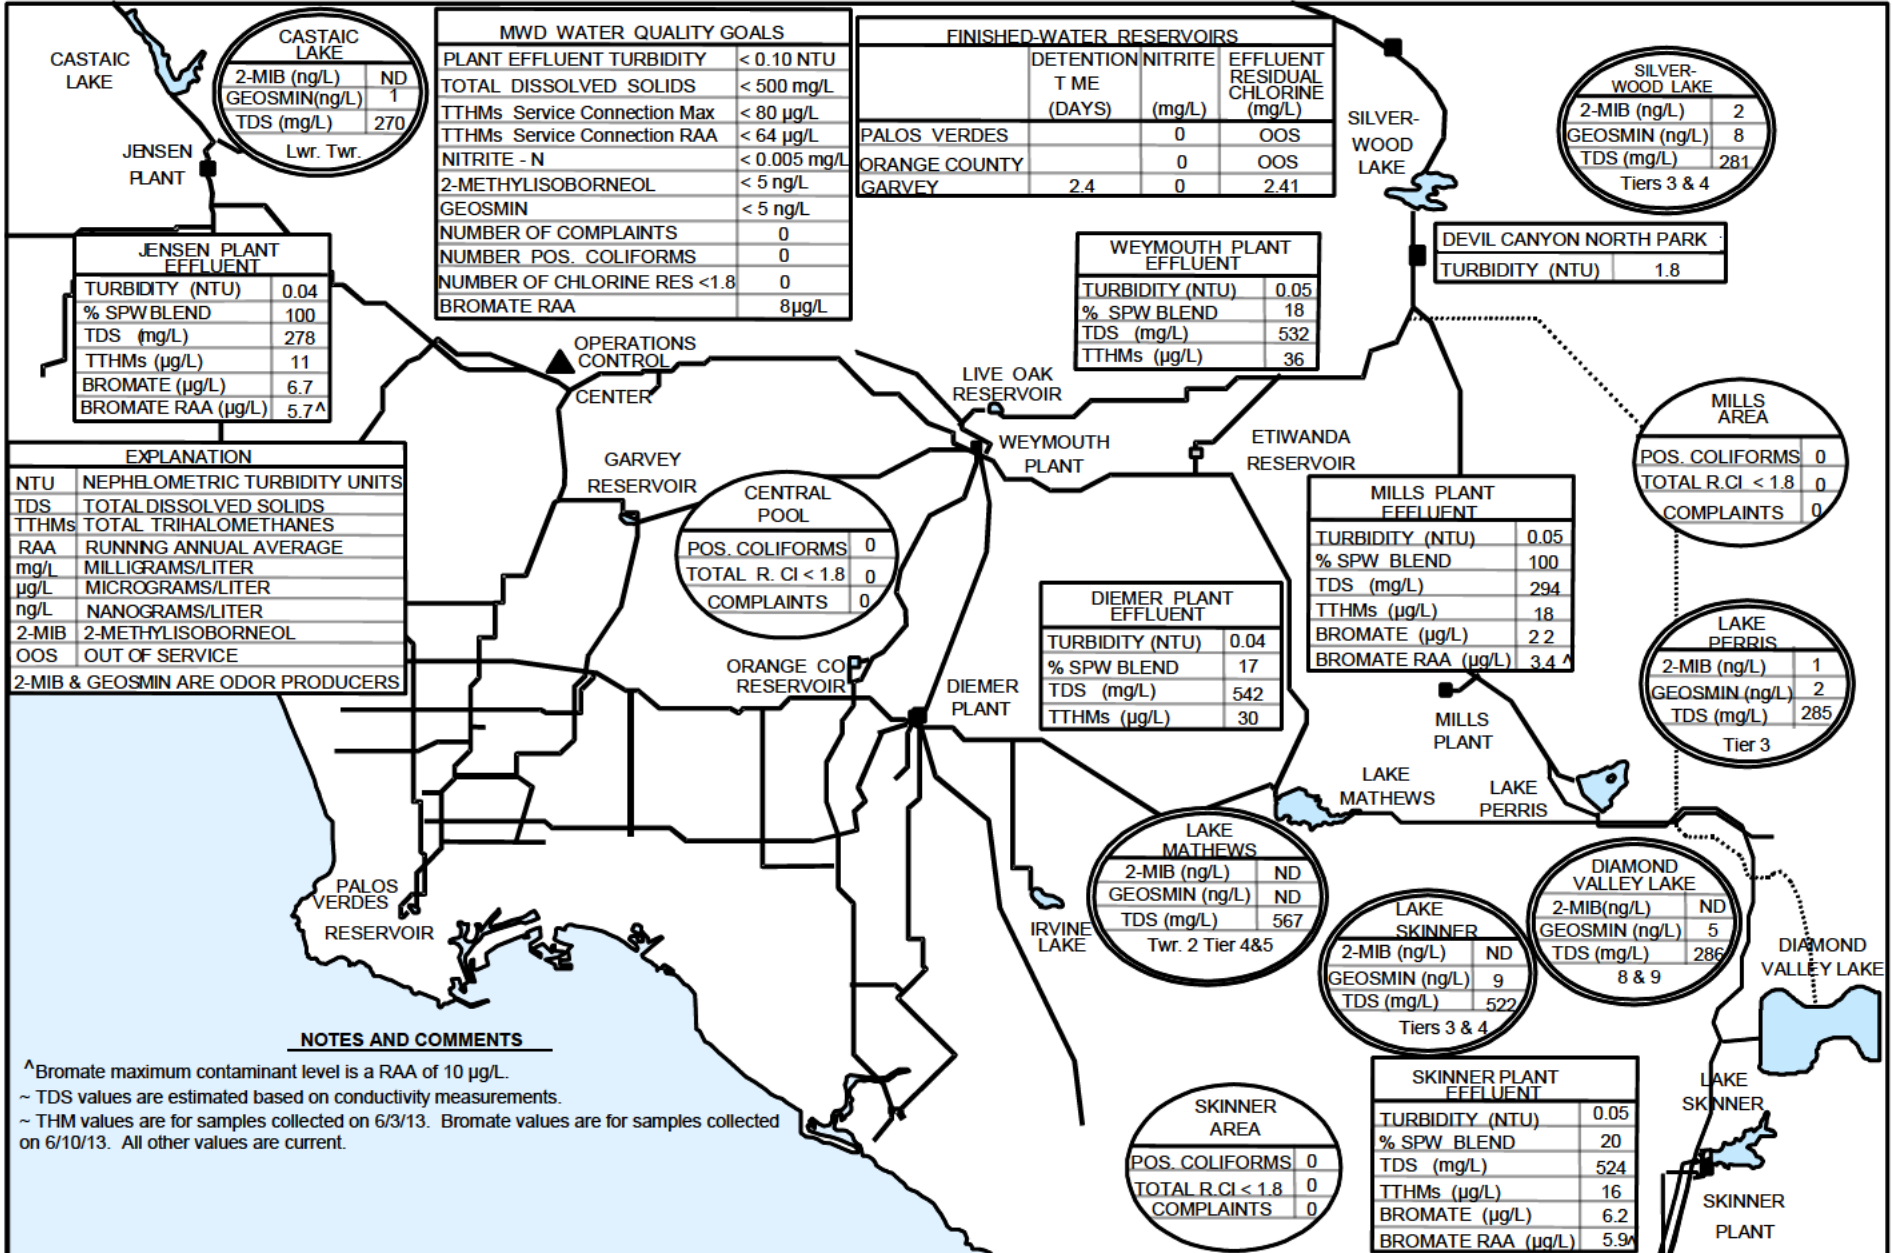 CASTAIC
LAKE
CASTAIC
LAKE
2-MIB (ng/L) ND
GEOSMIN(ng/L) 1
TDS (mg/L) 270
Lwr. Twr.
JENSEN
PLANT
MWD WATER QUALITY GOALS
PLANT EFFLUENT TURBIDITY < 0.10 NTU
TOTAL DISSOLVED SOLIDS < 500 mg/L
TTHMs Service Connection Max < 80 µg/L
TTHMs Service Connection RAA < 64 µg/L
NITRITE - N < 0.005 mg/L
2-METHYLISOBORNEOL < 5 ng/L
GEOSMIN < 5 ng/L
NUMBER OF COMPLAINTS 0
NUMBER POS. COLIFORMS 0
NUMBER OF CHLORINE RES <1.8 0
BROMATE RAA 8µg/L
FINISHED-WATER RESERVOIRS
DETENTION NITRITE EFFLUENT
T ME RESIDUAL
CHLORINE
(DAYS) (mg/L) (mg/L)
PALOS VERDES 0 OOS
ORANGE COUNTY 0 OOS
GARVEY 2.4 0 2.41
SILVER-
WOOD
LAKE
SILVER-
WOOD LAKE
2-MIB (ng/L) 2
GEOSMIN (ng/L) 8
TDS (mg/L) 281
Tiers 3 & 4
DEVIL CANYON NORTH PARK
TURBIDITY (NTU) 1.8
JENSEN PLANT
EFFLUENT
TURBIDITY (NTU) 0.04
% SPW BLEND 100
TDS (mg/L) 278
TTHMs (µg/L) 11
BROMATE (µg/L) 6.7
BROMATE RAA (µg/L) 5.7^
WEYMOUTH PLANT
EFFLUENT
TURBIDITY (NTU) 0.05
% SPW BLEND 18
TDS (mg/L) 532
TTHMs (µg/L) 36
OPERATIONS
CONTROL
CENTER
LIVE OAK
RESERVOIR
WEYMOUTH
PLANT
ETIWANDA
RESERVOIR
MILLS
AREA
POS. COLIFORMS 0
TOTAL R.Cl < 1.8 0
COMPLAINTS 0
EXPLANATION
NTU NEPHELOMETRIC TURBIDITY UNITS
TDS TOTAL DISSOLVED SOLIDS
TTHMs TOTAL TRIHALOMETHANES
RAA RUNNING ANNUAL AVERAGE
mg/L MILLIGRAMS/LITER
µg/L MICROGRAMS/LITER
ng/L NANOGRAMS/LITER
2-MIB 2-METHYLISOBORNEOL
OOS OUT OF SERVICE
2-MIB & GEOSMIN ARE ODOR PRODUCERS
GARVEY
RESERVOIR
CENTRAL
POOL
POS. COLIFORMS 0
TOTAL R. Cl < 1.8 0
COMPLAINTS 0
MILLS PLANT
EFFLUENT
TURBIDITY (NTU) 0.05
% SPW BLEND 100
TDS (mg/L) 294
TTHMs (µg/L) 18
BROMATE (µg/L) 2 2
BROMATE RAA (µg/L) 3.4 ^
DIEMER PLANT
EFFLUENT
TURBIDITY (NTU) 0.04
% SPW BLEND 17
TDS (mg/L) 542
TTHMs (µg/L) 30
LAKE
PERRIS
2-MIB (ng/L) 1
GEOSMIN (ng/L) 2
TDS (mg/L) 285
Tier 3
ORANGE CO
RESERVOIR
DIEMER
PLANT
MILLS
PLANT
LAKE
MATHEWS
LAKE
PERRIS
PALOS
VERDES
RESERVOIR
IRVINE
LAKE
LAKE
MATHEWS
2-MIB (ng/L) ND
GEOSMIN (ng/L) ND
TDS (mg/L) 567
Twr. 2 Tier 4&5
LAKE
SKINNER
2-MIB (ng/L) ND
GEOSMIN (ng/L) 9
TDS (mg/L) 522
Tiers 3 & 4
DIAMOND
VALLEY LAKE
2-MIB(ng/L) ND
GEOSMIN (ng/L) 5
TDS (mg/L) 286
8 & 9
DIAMOND
VALLEY LAKE
NOTES AND COMMENTS
^Bromate maximum contaminant level is a RAA of 10 µg/L.
~ TDS values are estimated based on conductivity measurements.
~ THM values are for samples collected on 6/3/13. Bromate values are for samples collected
on 6/10/13. All other values are current.
SKINNER
AREA
POS. COLIFORMS 0
TOTAL R.Cl < 1.8 0
COMPLAINTS 0
SKINNER PLANT
EFFLUENT
TURBIDITY (NTU) 0.05
% SPW BLEND 20
TDS (mg/L) 524
TTHMs (µg/L) 16
BROMATE (µg/L) 6.2
BROMATE RAA (µg/L) 5.9^
LAKE
SKINNER
SKINNER
PLANT